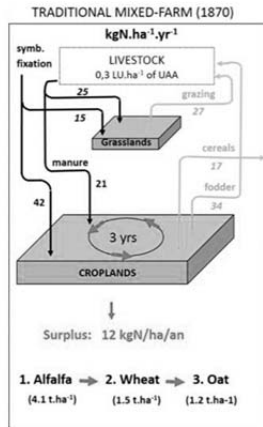 TRADITIONAL MIXED-FARM (1870)
kgN.ha⁻¹.yr⁻¹
symb.
fixation
LIVESTOCK
0,3 LU.ha⁻¹ of UAA
25
15
grazing
27
Grasslands
manure
21
cereals
17
fodder
34
42
3 yrs
CROPLANDS
Surplus: 12 kgN/ha/an
1. Alfalfa 2. Wheat 3. Oat
(4.1 t.ha⁻¹) (1.5 t.ha⁻¹) (1.2 t.ha-1)